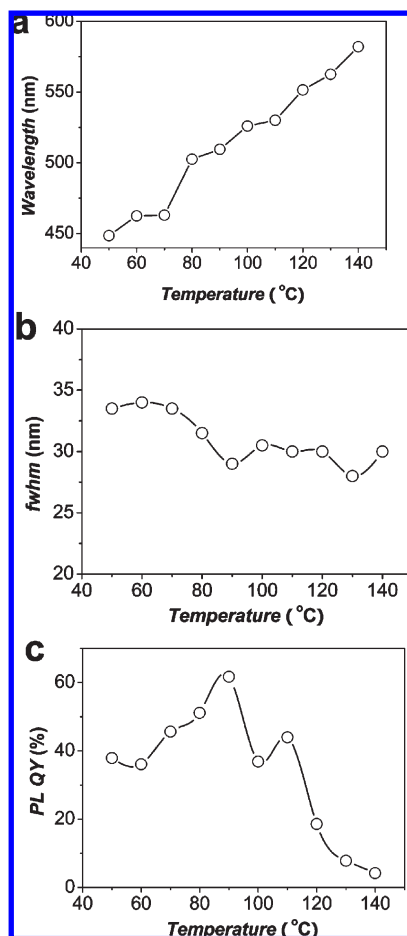 a
600
550
500
450
Wavelength (nm)
40 60 80 100 120 140
Temperature (°C)
b
40
35
30
25
20
fwhm (nm)
40 60 80 100 120 140
Temperature (°C)
c
60
40
20
0
PL QY (%)
40 60 80 100 120 140
Temperature (°C)